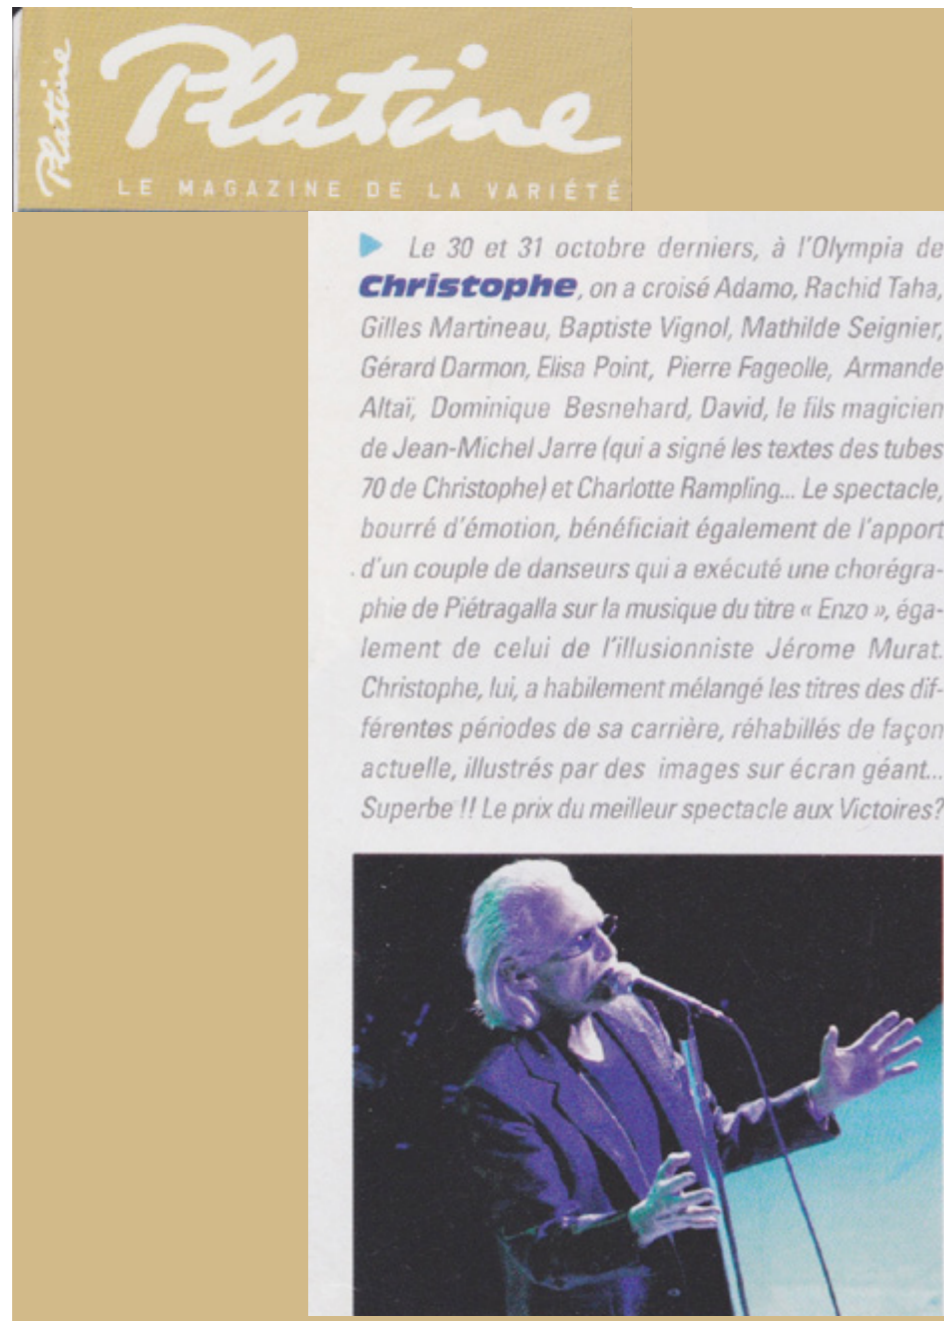 Platine
Platine
LE MAGAZINE DE LA VARIÉTÉ
Le 30 et 31 octobre derniers, à l'Olympia de
Christophe, on a croisé Adamo, Rachid Taha,
Gilles Martineau, Baptiste Vignol, Mathilde Seignier,
Gérard Darmon, Elisa Point, Pierre Fageolle, Armande
Altaï, Dominique Besnehard, David, le fils magicien
de Jean-Michel Jarre (qui a signé les textes des tubes
70 de Christophe) et Charlotte Rampling... Le spectacle,
bourré d'émotion, bénéficiait également de l'apport
d'un couple de danseurs qui a exécuté une chorégra-
phie de Piétragalla sur la musique du titre « Enzo », éga-
lement de celui de l'illusionniste Jérome Murat.
Christophe, lui, a habilement mélangé les titres des dif-
férentes périodes de sa carrière, réhabillés de façon
actuelle, illustrés par des images sur écran géant...
Superbe !! Le prix du meilleur spectacle aux Victoires?